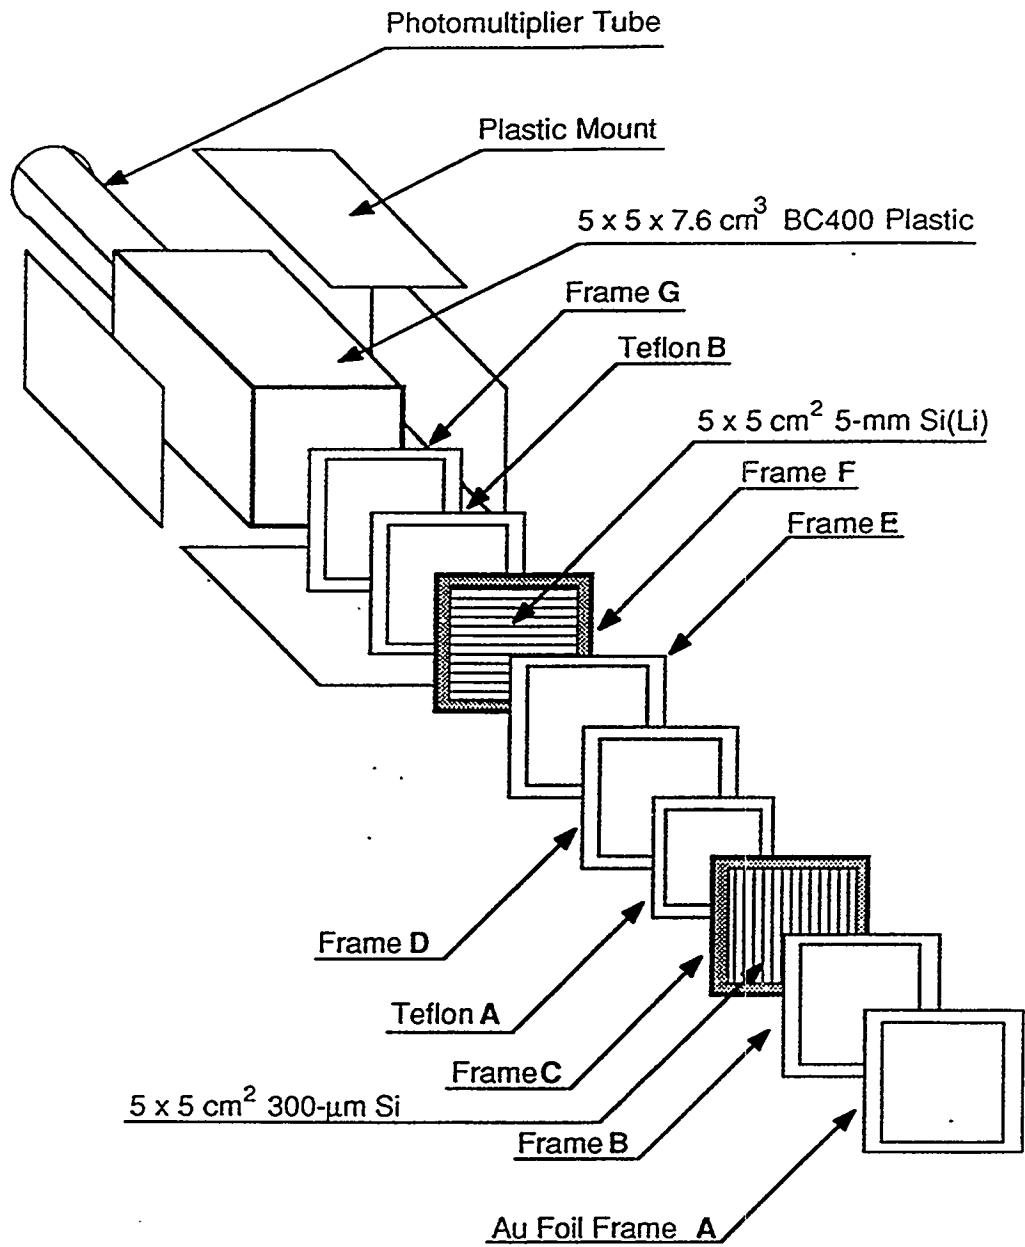 Photomultiplier Tube
Plastic Mount
5 x 5 x 7.6 cm³ BC400 Plastic
Frame G
Teflon B
5 x 5 cm² 5-mm Si(Li)
Frame F
Frame E
Frame D
Teflon A
Frame C
5 x 5 cm² 300-μm Si
Frame B
Au Foil Frame A